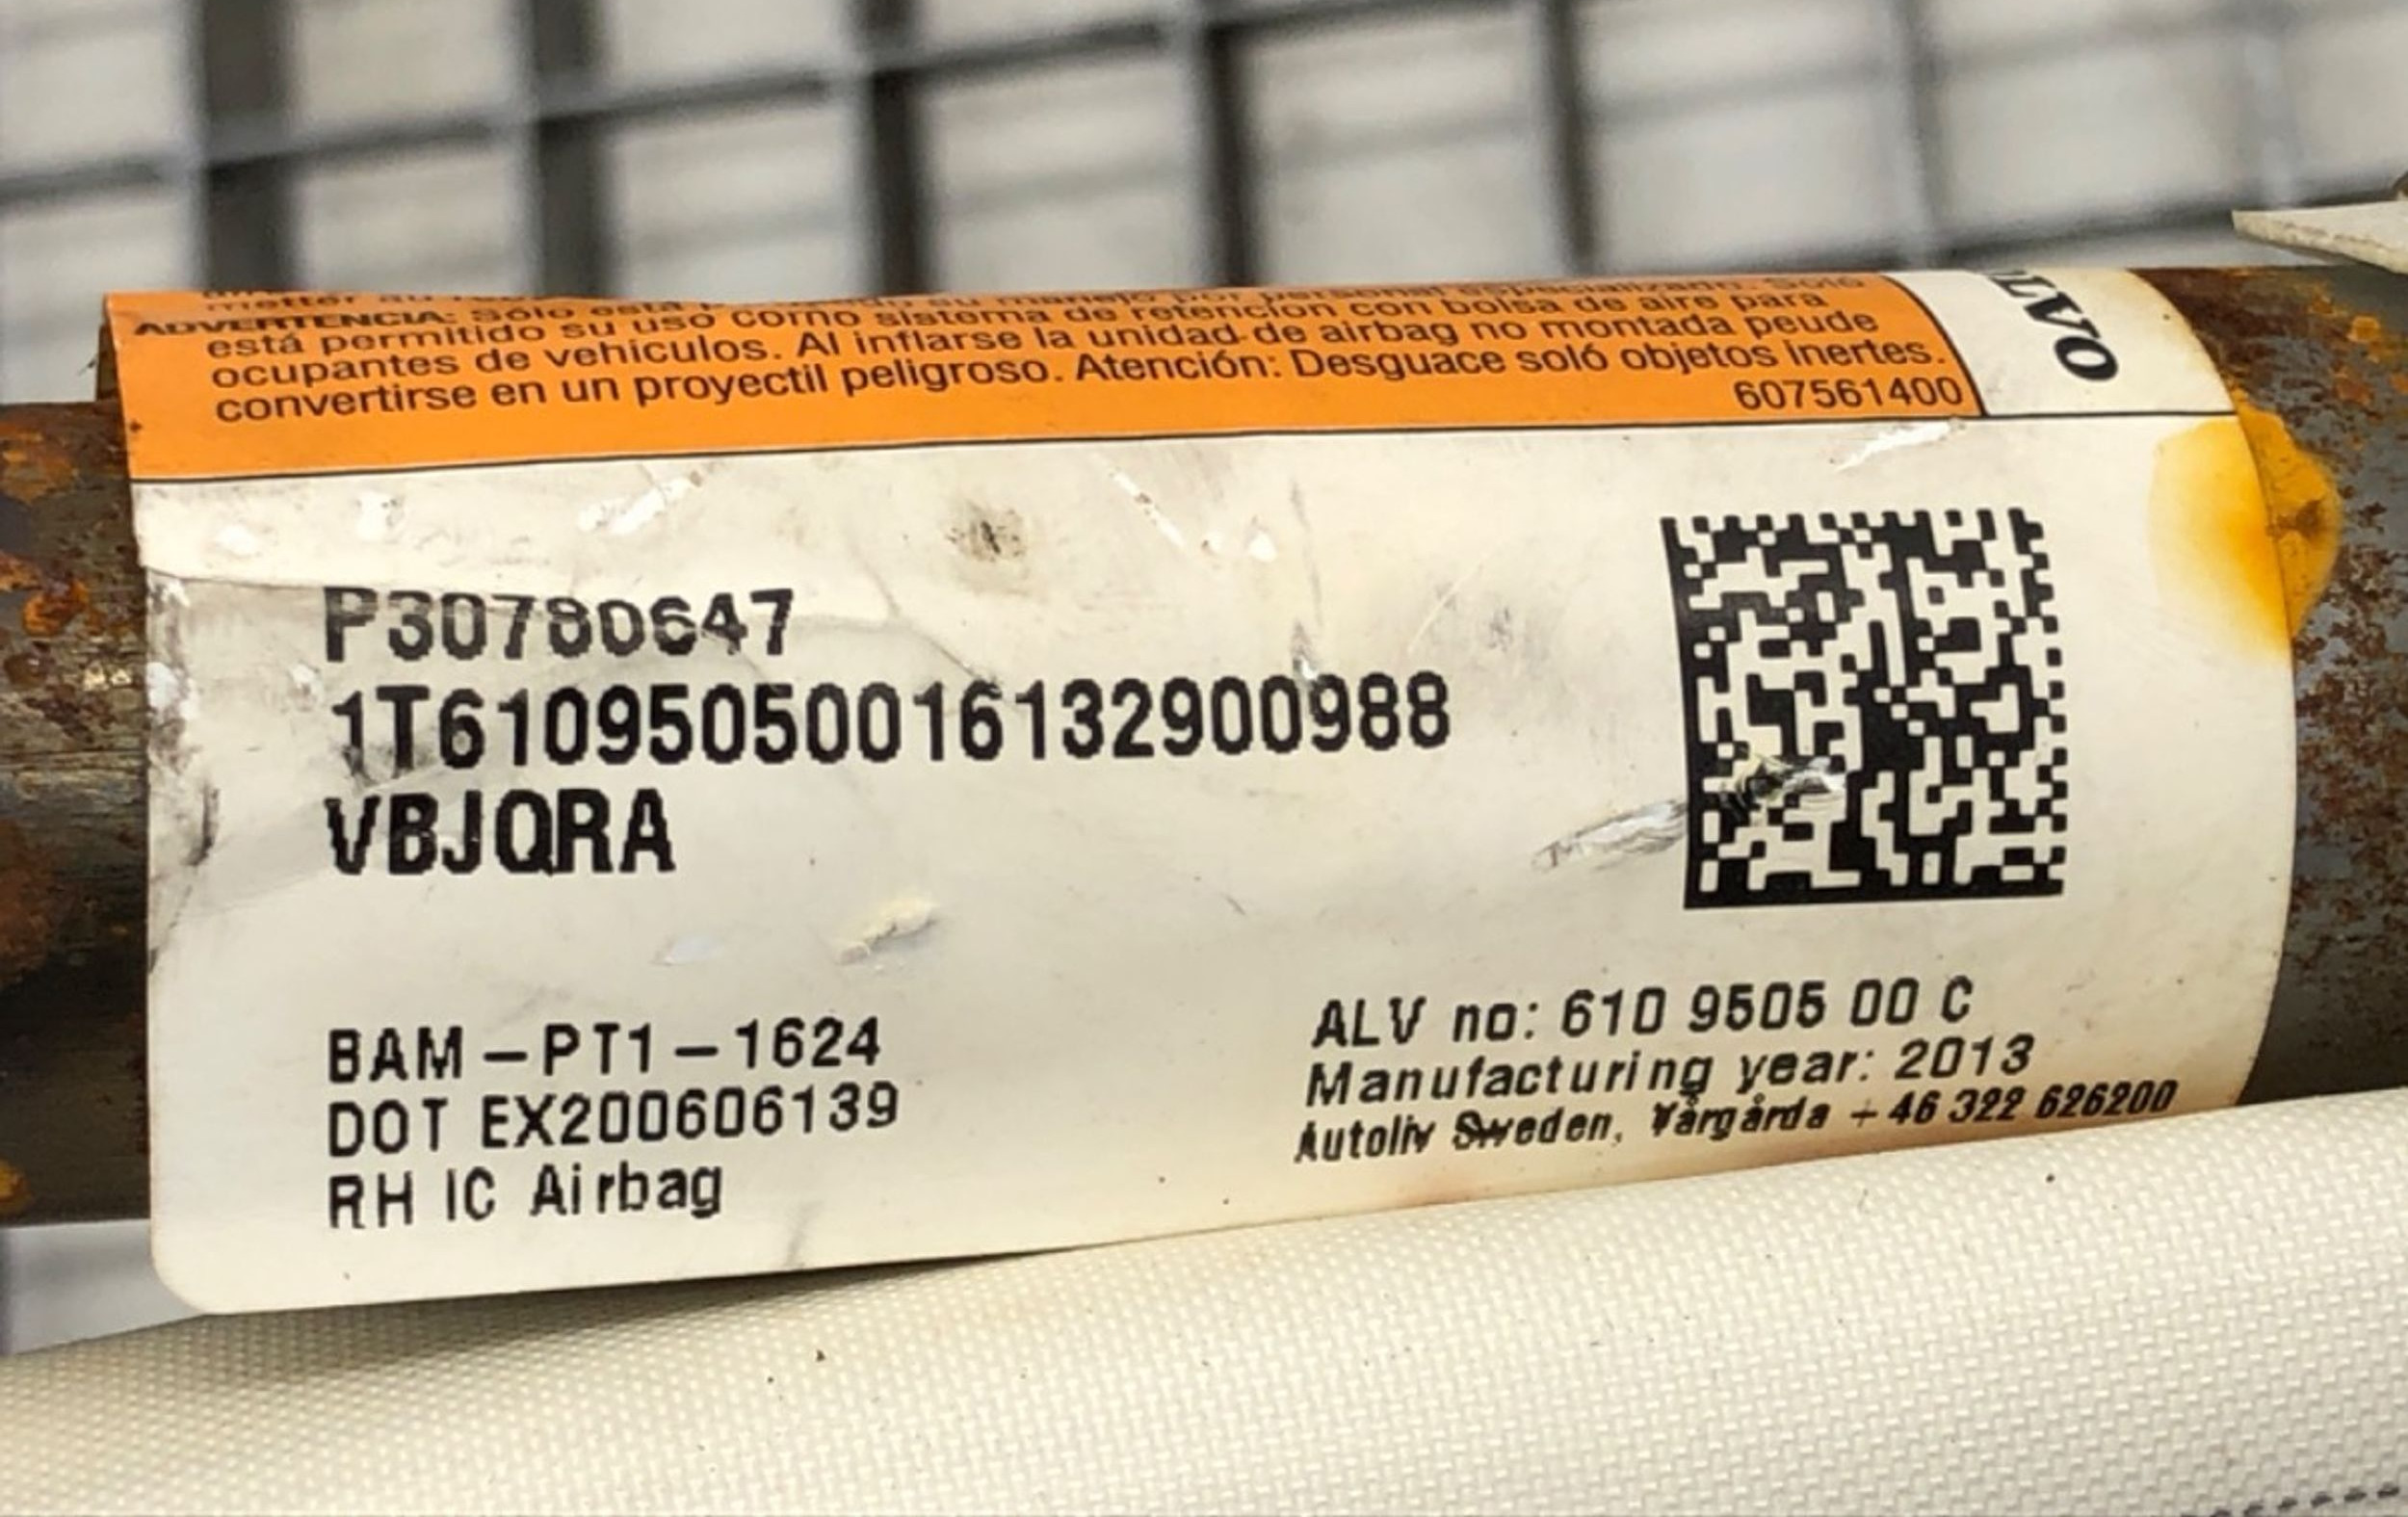 ADVERTENCIA: Sólo está
está permitido su uso como sistema de retención con bolsa de aire para
ocupantes de vehículos. Al inflarse la unidad de airbag no montada peude
convertirse en un proyectil peligroso. Atención: Desguace soló objetos inertes.
607561400
VOLVO
P30780647
1T610950500016132900988
VBJQRA
BAM-PT1-1624
DOT EX200606139
RH IC Airbag
ALV no: 610 9505 00 C
Manufacturing year: 2013
Autoliv Sweden, Vårgårda +46 322 626200